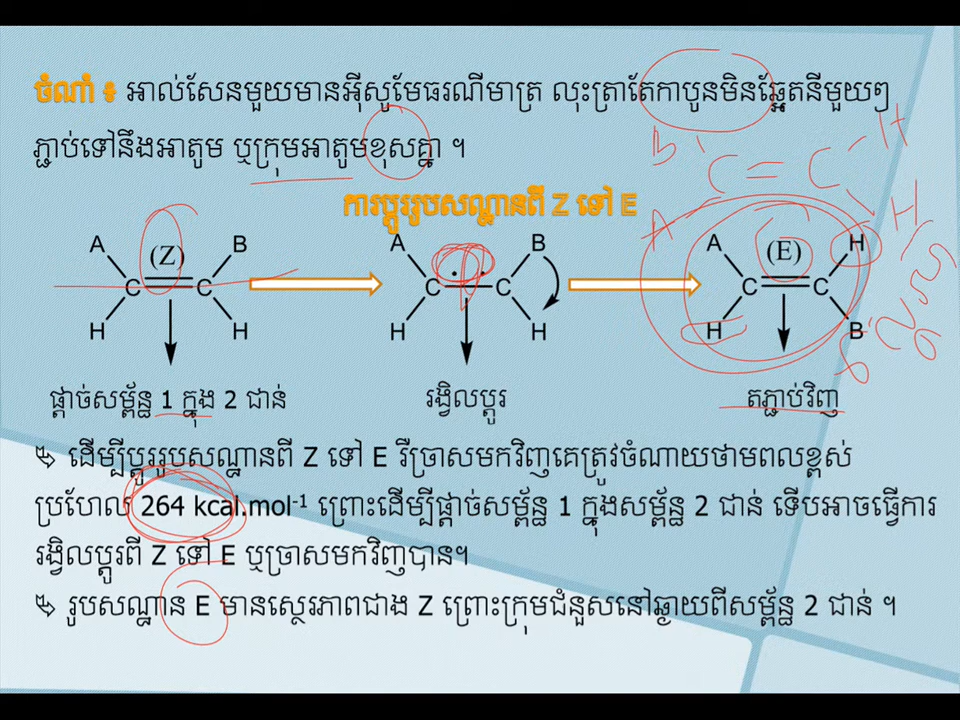 ចំណាំ ៖ អាល់សែនមួយមានអ៊ីសូមែធរណីមាត្រ លុះត្រាតែកាបូនមិនឆ្អែតនីមួយៗ
ភ្ជាប់ទៅនឹងអាតូម ឬក្រុមអាតូមខុសគ្នា ។
B C = C H
ការប្តូររូបសណ្ឋានពី Z ទៅ E
A H
A (Z) B A B A (E) H
C C C C C C
H H H H H B
ផ្តាច់សម្ព័ន្ធ 1 ក្នុង 2 ជាន់ រង្វិលប្តូរ តភ្ជាប់វិញ
ដើម្បីប្តូររូបសណ្ឋានពី Z ទៅ E រឺច្រាសមកវិញគេត្រូវចំណាយថាមពលខ្ពស់
ប្រហែល 264 kcal.mol-1 ព្រោះដើម្បីផ្តាច់សម្ព័ន្ធ 1 ក្នុងសម្ព័ន្ធ 2 ជាន់ ទើបអាចធ្វើការ
រង្វិលប្តូរពី Z ទៅ E ឬច្រាសមកវិញបាន។
រូបសណ្ឋាន E មានស្ថេរភាពជាង Z ព្រោះក្រុមជំនួសនៅឆ្ងាយពីសម្ព័ន្ធ 2 ជាន់ ។